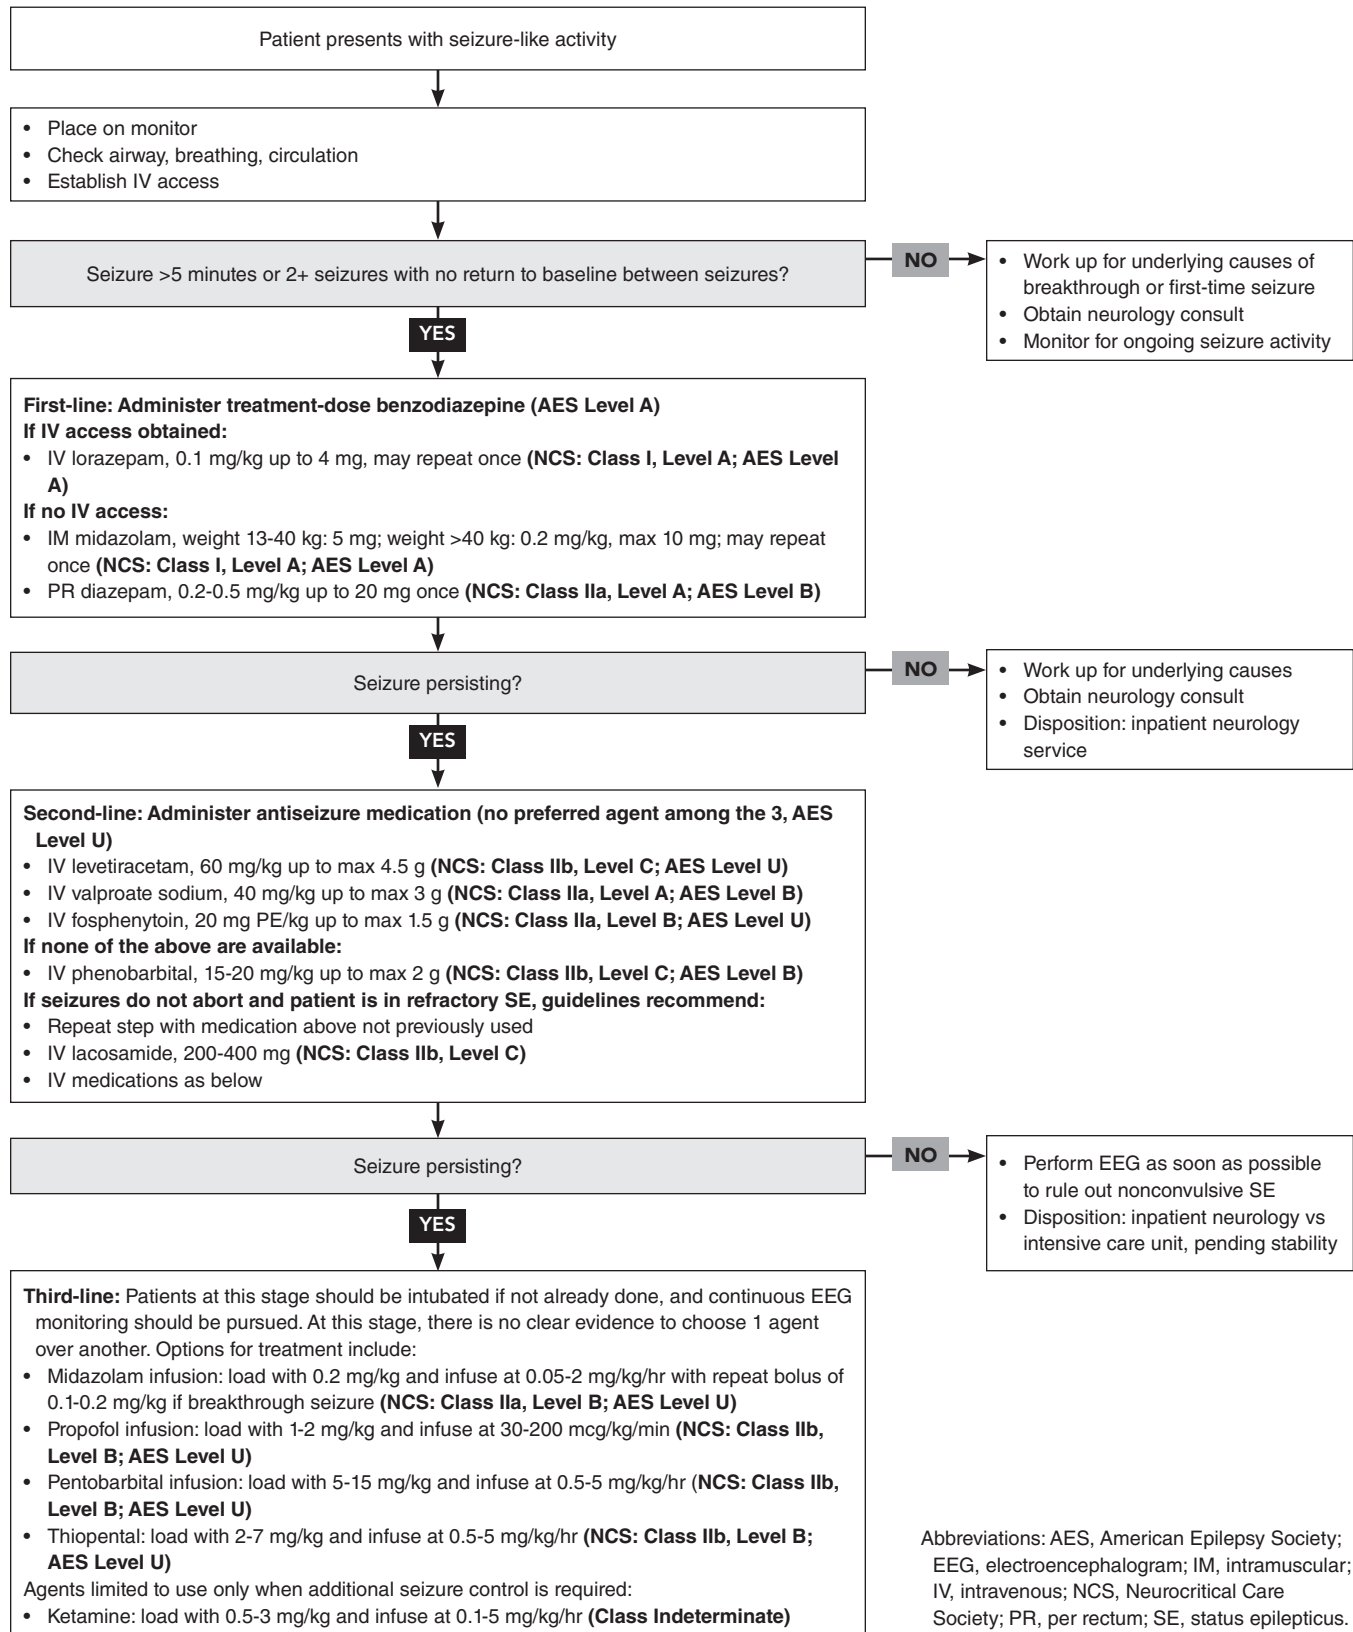 Patient presents with seizure-like activity
• Place on monitor
• Check airway, breathing, circulation
• Establish IV access
Seizure >5 minutes or 2+ seizures with no return to baseline between seizures?
NO
• Work up for underlying causes of
breakthrough or first-time seizure
• Obtain neurology consult
• Monitor for ongoing seizure activity
YES
First-line: Administer treatment-dose benzodiazepine (AES Level A)
If IV access obtained:
• IV lorazepam, 0.1 mg/kg up to 4 mg, may repeat once (NCS: Class I, Level A; AES Level
A)
If no IV access:
• IM midazolam, weight 13-40 kg: 5 mg; weight >40 kg: 0.2 mg/kg, max 10 mg; may repeat
once (NCS: Class I, Level A; AES Level A)
• PR diazepam, 0.2-0.5 mg/kg up to 20 mg once (NCS: Class IIa, Level A; AES Level B)
Seizure persisting?
NO
• Work up for underlying causes
• Obtain neurology consult
• Disposition: inpatient neurology
service
YES
Second-line: Administer antiseizure medication (no preferred agent among the 3, AES
Level U)
• IV levetiracetam, 60 mg/kg up to max 4.5 g (NCS: Class IIb, Level C; AES Level U)
• IV valproate sodium, 40 mg/kg up to max 3 g (NCS: Class IIa, Level A; AES Level B)
• IV fosphenytoin, 20 mg PE/kg up to max 1.5 g (NCS: Class IIa, Level B; AES Level U)
If none of the above are available:
• IV phenobarbital, 15-20 mg/kg up to max 2 g (NCS: Class IIb, Level C; AES Level B)
If seizures do not abort and patient is in refractory SE, guidelines recommend:
• Repeat step with medication above not previously used
• IV lacosamide, 200-400 mg (NCS: Class IIb, Level C)
• IV medications as below
Seizure persisting?
NO
• Perform EEG as soon as possible
to rule out nonconvulsive SE
• Disposition: inpatient neurology vs
intensive care unit, pending stability
YES
Third-line: Patients at this stage should be intubated if not already done, and continuous EEG
monitoring should be pursued. At this stage, there is no clear evidence to choose 1 agent
over another. Options for treatment include:
• Midazolam infusion: load with 0.2 mg/kg and infuse at 0.05-2 mg/kg/hr with repeat bolus of
0.1-0.2 mg/kg if breakthrough seizure (NCS: Class IIa, Level B; AES Level U)
• Propofol infusion: load with 1-2 mg/kg and infuse at 30-200 mcg/kg/min (NCS: Class IIb,
Level B; AES Level U)
• Pentobarbital infusion: load with 5-15 mg/kg and infuse at 0.5-5 mg/kg/hr (NCS: Class IIb,
Level B; AES Level U)
• Thiopental: load with 2-7 mg/kg and infuse at 0.5-5 mg/kg/hr (NCS: Class IIb, Level B;
AES Level U)
Agents limited to use only when additional seizure control is required:
• Ketamine: load with 0.5-3 mg/kg and infuse at 0.1-5 mg/kg/hr (Class Indeterminate)
Abbreviations: AES, American Epilepsy Society;
EEG, electroencephalogram; IM, intramuscular;
IV, intravenous; NCS, Neurocritical Care
Society; PR, per rectum; SE, status epilepticus.